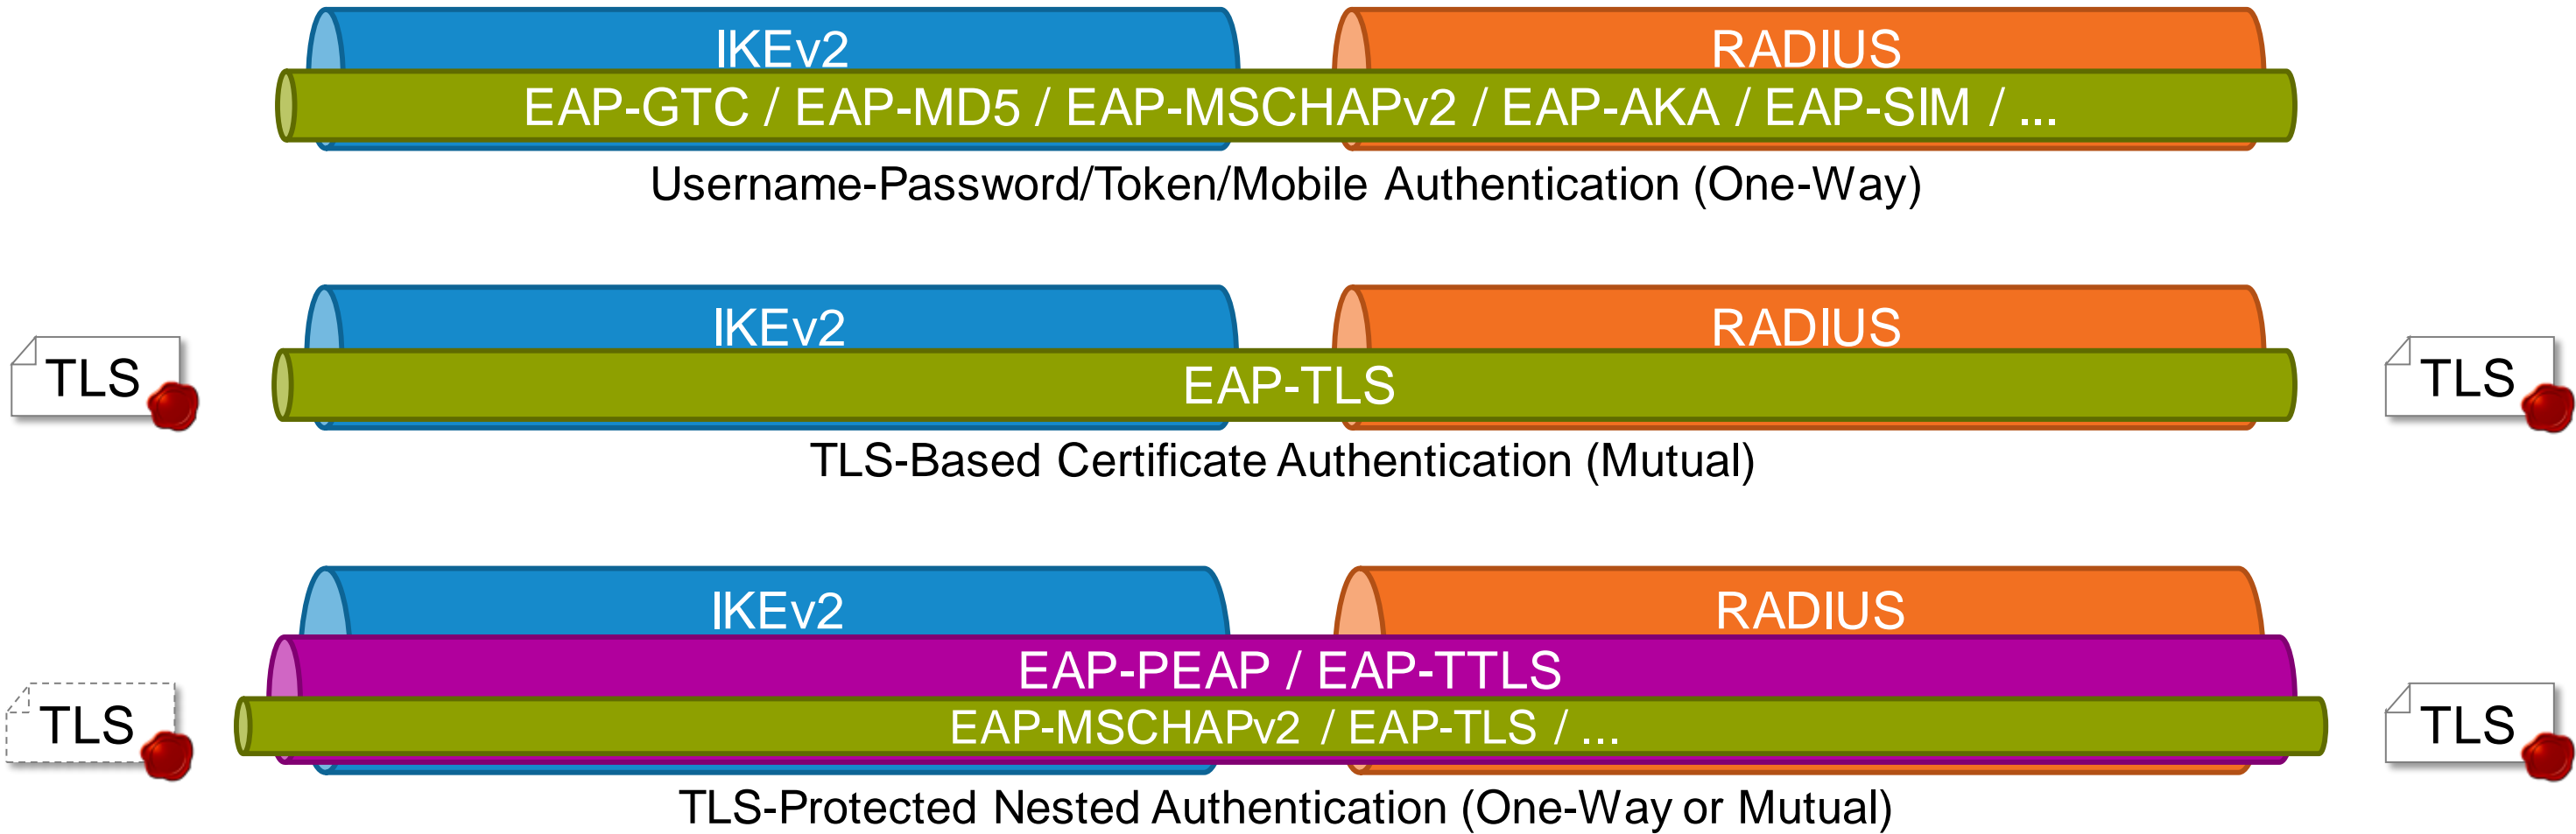 IKEv2 RADIUS
EAP-GTC / EAP-MD5 / EAP-MSCHAPv2 / EAP-AKA / EAP-SIM / ...
Username-Password/Token/Mobile Authentication (One-Way)
IKEv2 RADIUS
TLS EAP-TLS TLS
TLS-Based Certificate Authentication (Mutual)
IKEv2 RADIUS
EAP-PEAP / EAP-TTLS
TLS EAP-MSCHAPv2 / EAP-TLS / ... TLS
TLS-Protected Nested Authentication (One-Way or Mutual)